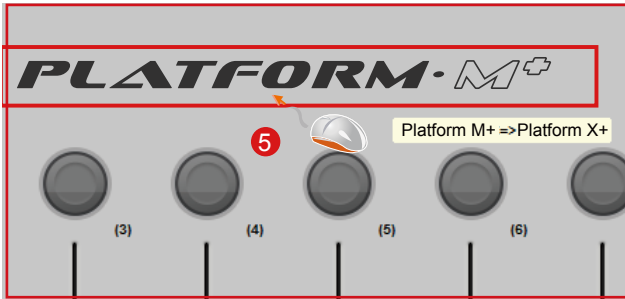 PLATFORM·M+
5
Platform M+ =>Platform X+
(3) (4) (5) (6)